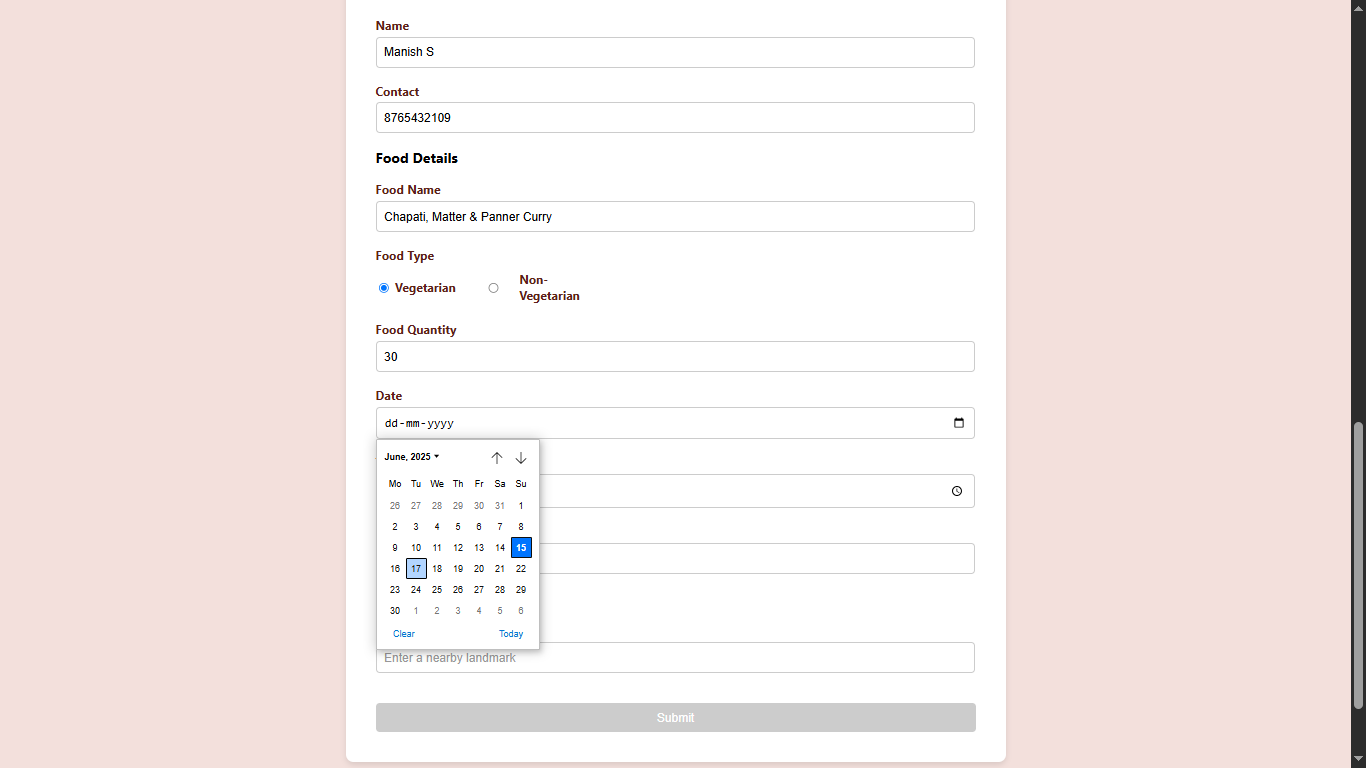 Name
Manish S
Contact
8765432109
Food Details
Food Name
Chapati, Matter & Panner Curry
Food Type
Vegetarian
Non-
Vegetarian
Food Quantity
30
Date
dd-mm-yyyy
June, 2025
Mo Tu We Th Fr Sa Su
26 27 28 29 30 31 1
2 3 4 5 6 7 8
9 10 11 12 13 14 15
16 17 18 19 20 21 22
23 24 25 26 27 28 29
30 1 2 3 4 5 6
Clear Today
Enter a nearby landmark
Submit